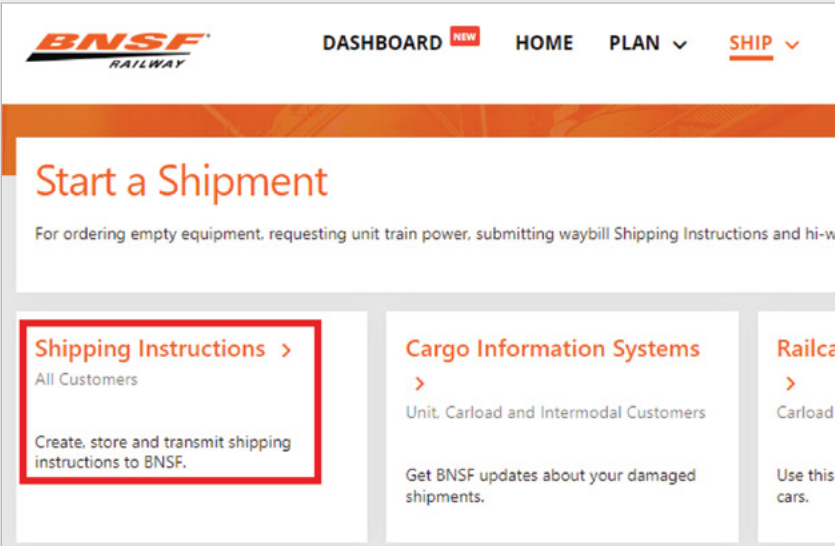 BNSF
RAILWAY
DASHBOARD NEW HOME PLAN SHIP
Start a Shipment
For ordering empty equipment, requesting unit train power, submitting waybill Shipping Instructions and hi-w
Shipping Instructions
All Customers
Create, store and transmit shipping
instructions to BNSF.
Cargo Information Systems
Unit, Carload and Intermodal Customers
Get BNSF updates about your damaged
shipments.
Railca
Carload
Use this
cars.